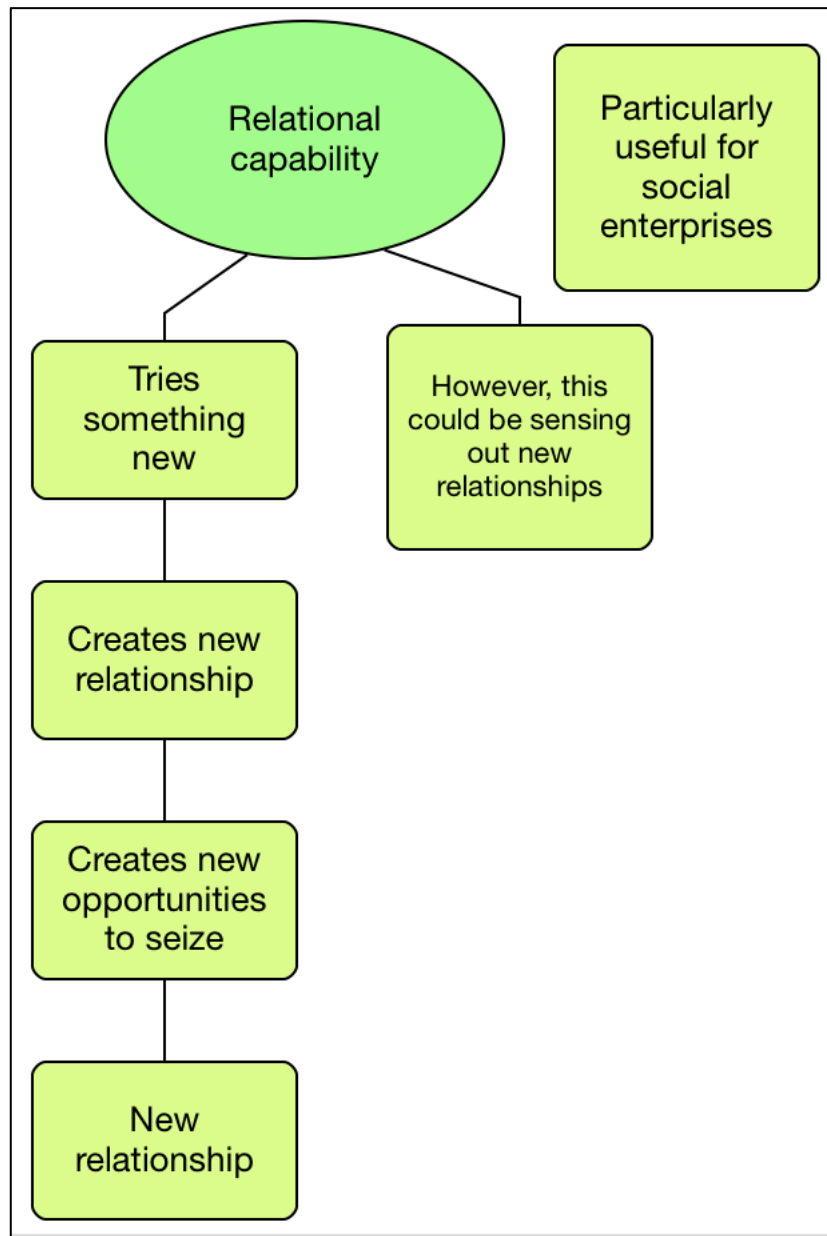 Relational
capability
Particularly
useful for
social
enterprises
Tries
something
new
However, this
could be sensing
out new
relationships
Creates new
relationship
Creates new
opportunities
to seize
New
relationship